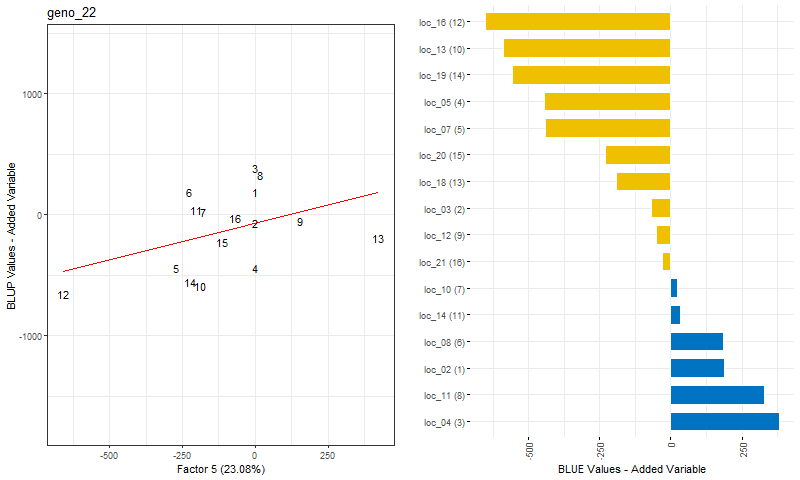 geno_22
BLUP Values - Added Variable
1000
0
-1000
3
8
6
1
11
7
16
2
9
13
15
5
4
14
10
12
-500
-250
0
250
Factor 5 (23.08%)
loc_16 (12)
loc_13 (10)
loc_19 (14)
loc_05 (4)
loc_07 (5)
loc_20 (15)
loc_18 (13)
loc_03 (2)
loc_12 (9)
loc_21 (16)
loc_10 (7)
loc_14 (11)
loc_08 (6)
loc_02 (1)
loc_11 (8)
loc_04 (3)
-500
-250
0
250
BLUE Values - Added Variable